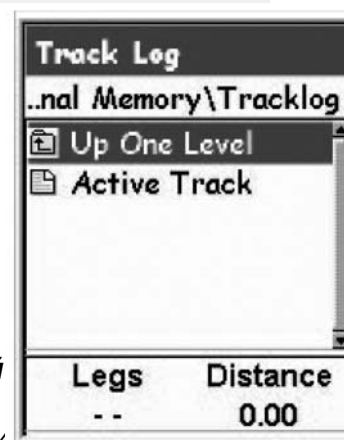 Track Log
..nal Memory\Tracklog
Up One Level
Active Track
Legs Distance
- - 0.00